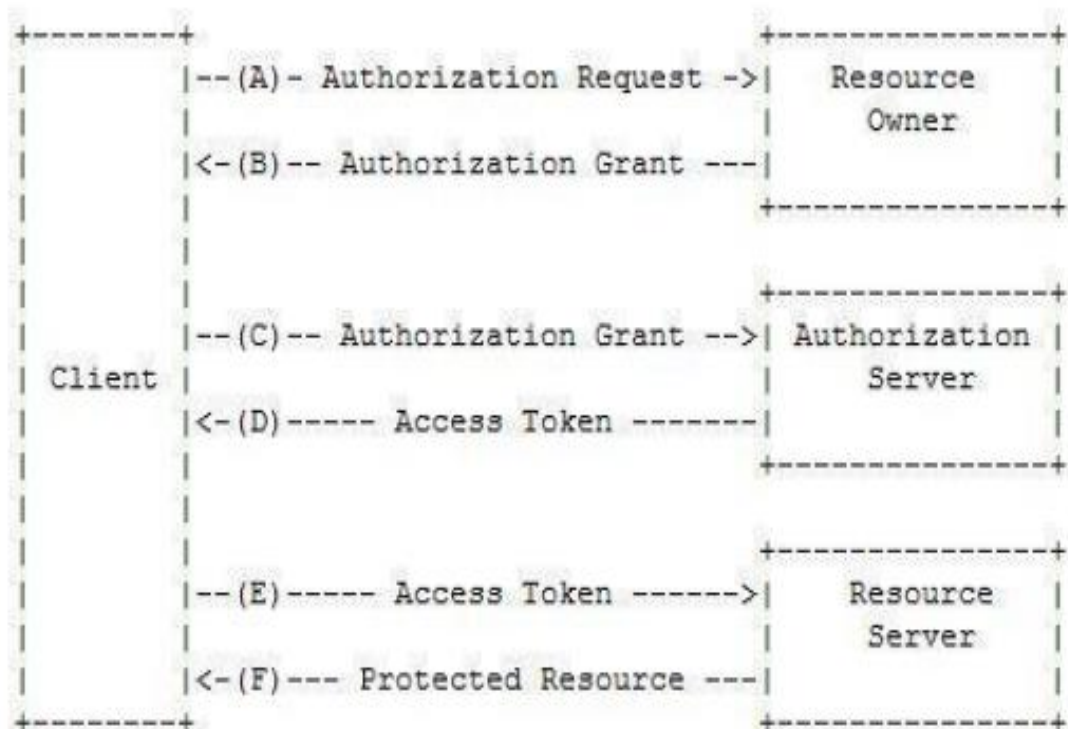 +---------+                               +----------------+
|         |--(A)- Authorization Request ->|    Resource    |
|         |                               |      Owner     |
|         |<-(B)-- Authorization Grant ---|                |
|         |                               +----------------+
|         |
|         |                               +----------------+
|         |--(C)-- Authorization Grant -->|  Authorization |
| Client  |                               |      Server    |
|         |<-(D)----- Access Token -------|                |
|         |                               +----------------+
|         |
|         |                               +----------------+
|         |--(E)----- Access Token ------>|     Resource   |
|         |                               |      Server    |
|         |<-(F)--- Protected Resource ---|                |
+---------+                               +----------------+